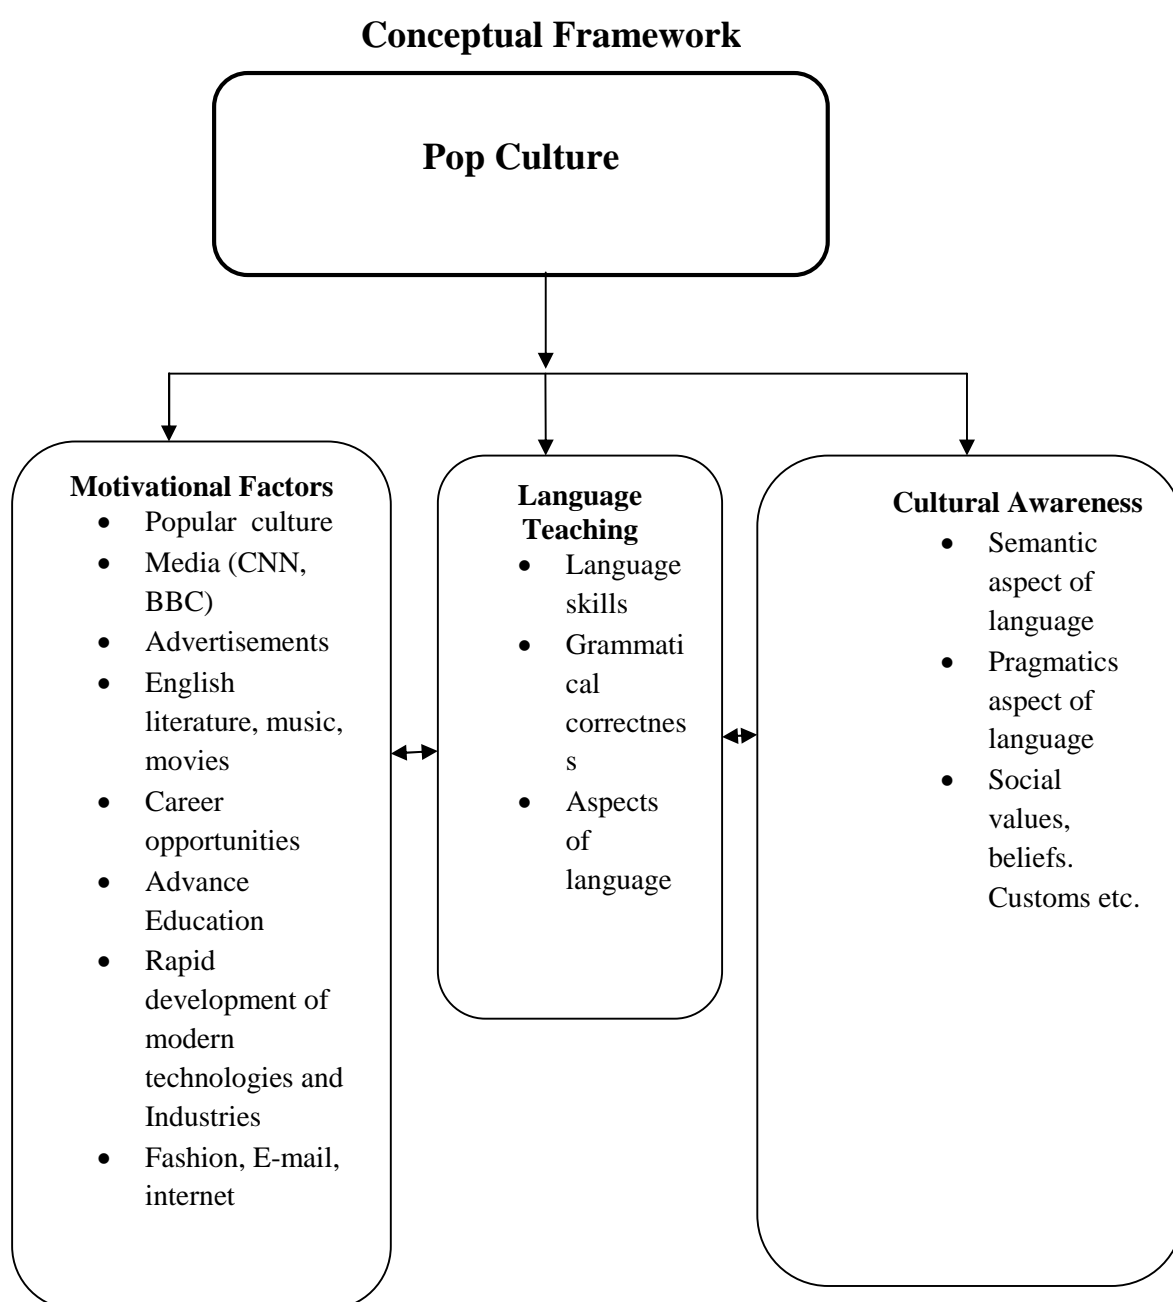 Conceptual Framework
Pop Culture
Motivational Factors
• Popular culture
• Media (CNN,
BBC)
• Advertisements
• English
literature, music,
movies
• Career
opportunities
• Advance
Education
• Rapid
development of
modern
technologies and
Industries
• Fashion, E-mail,
internet
Language
Teaching
• Language
skills
• Grammati
cal
correctnes
s
• Aspects
of
language
Cultural Awareness
• Semantic
aspect of
language
• Pragmatics
aspect of
language
• Social
values,
beliefs.
Customs etc.